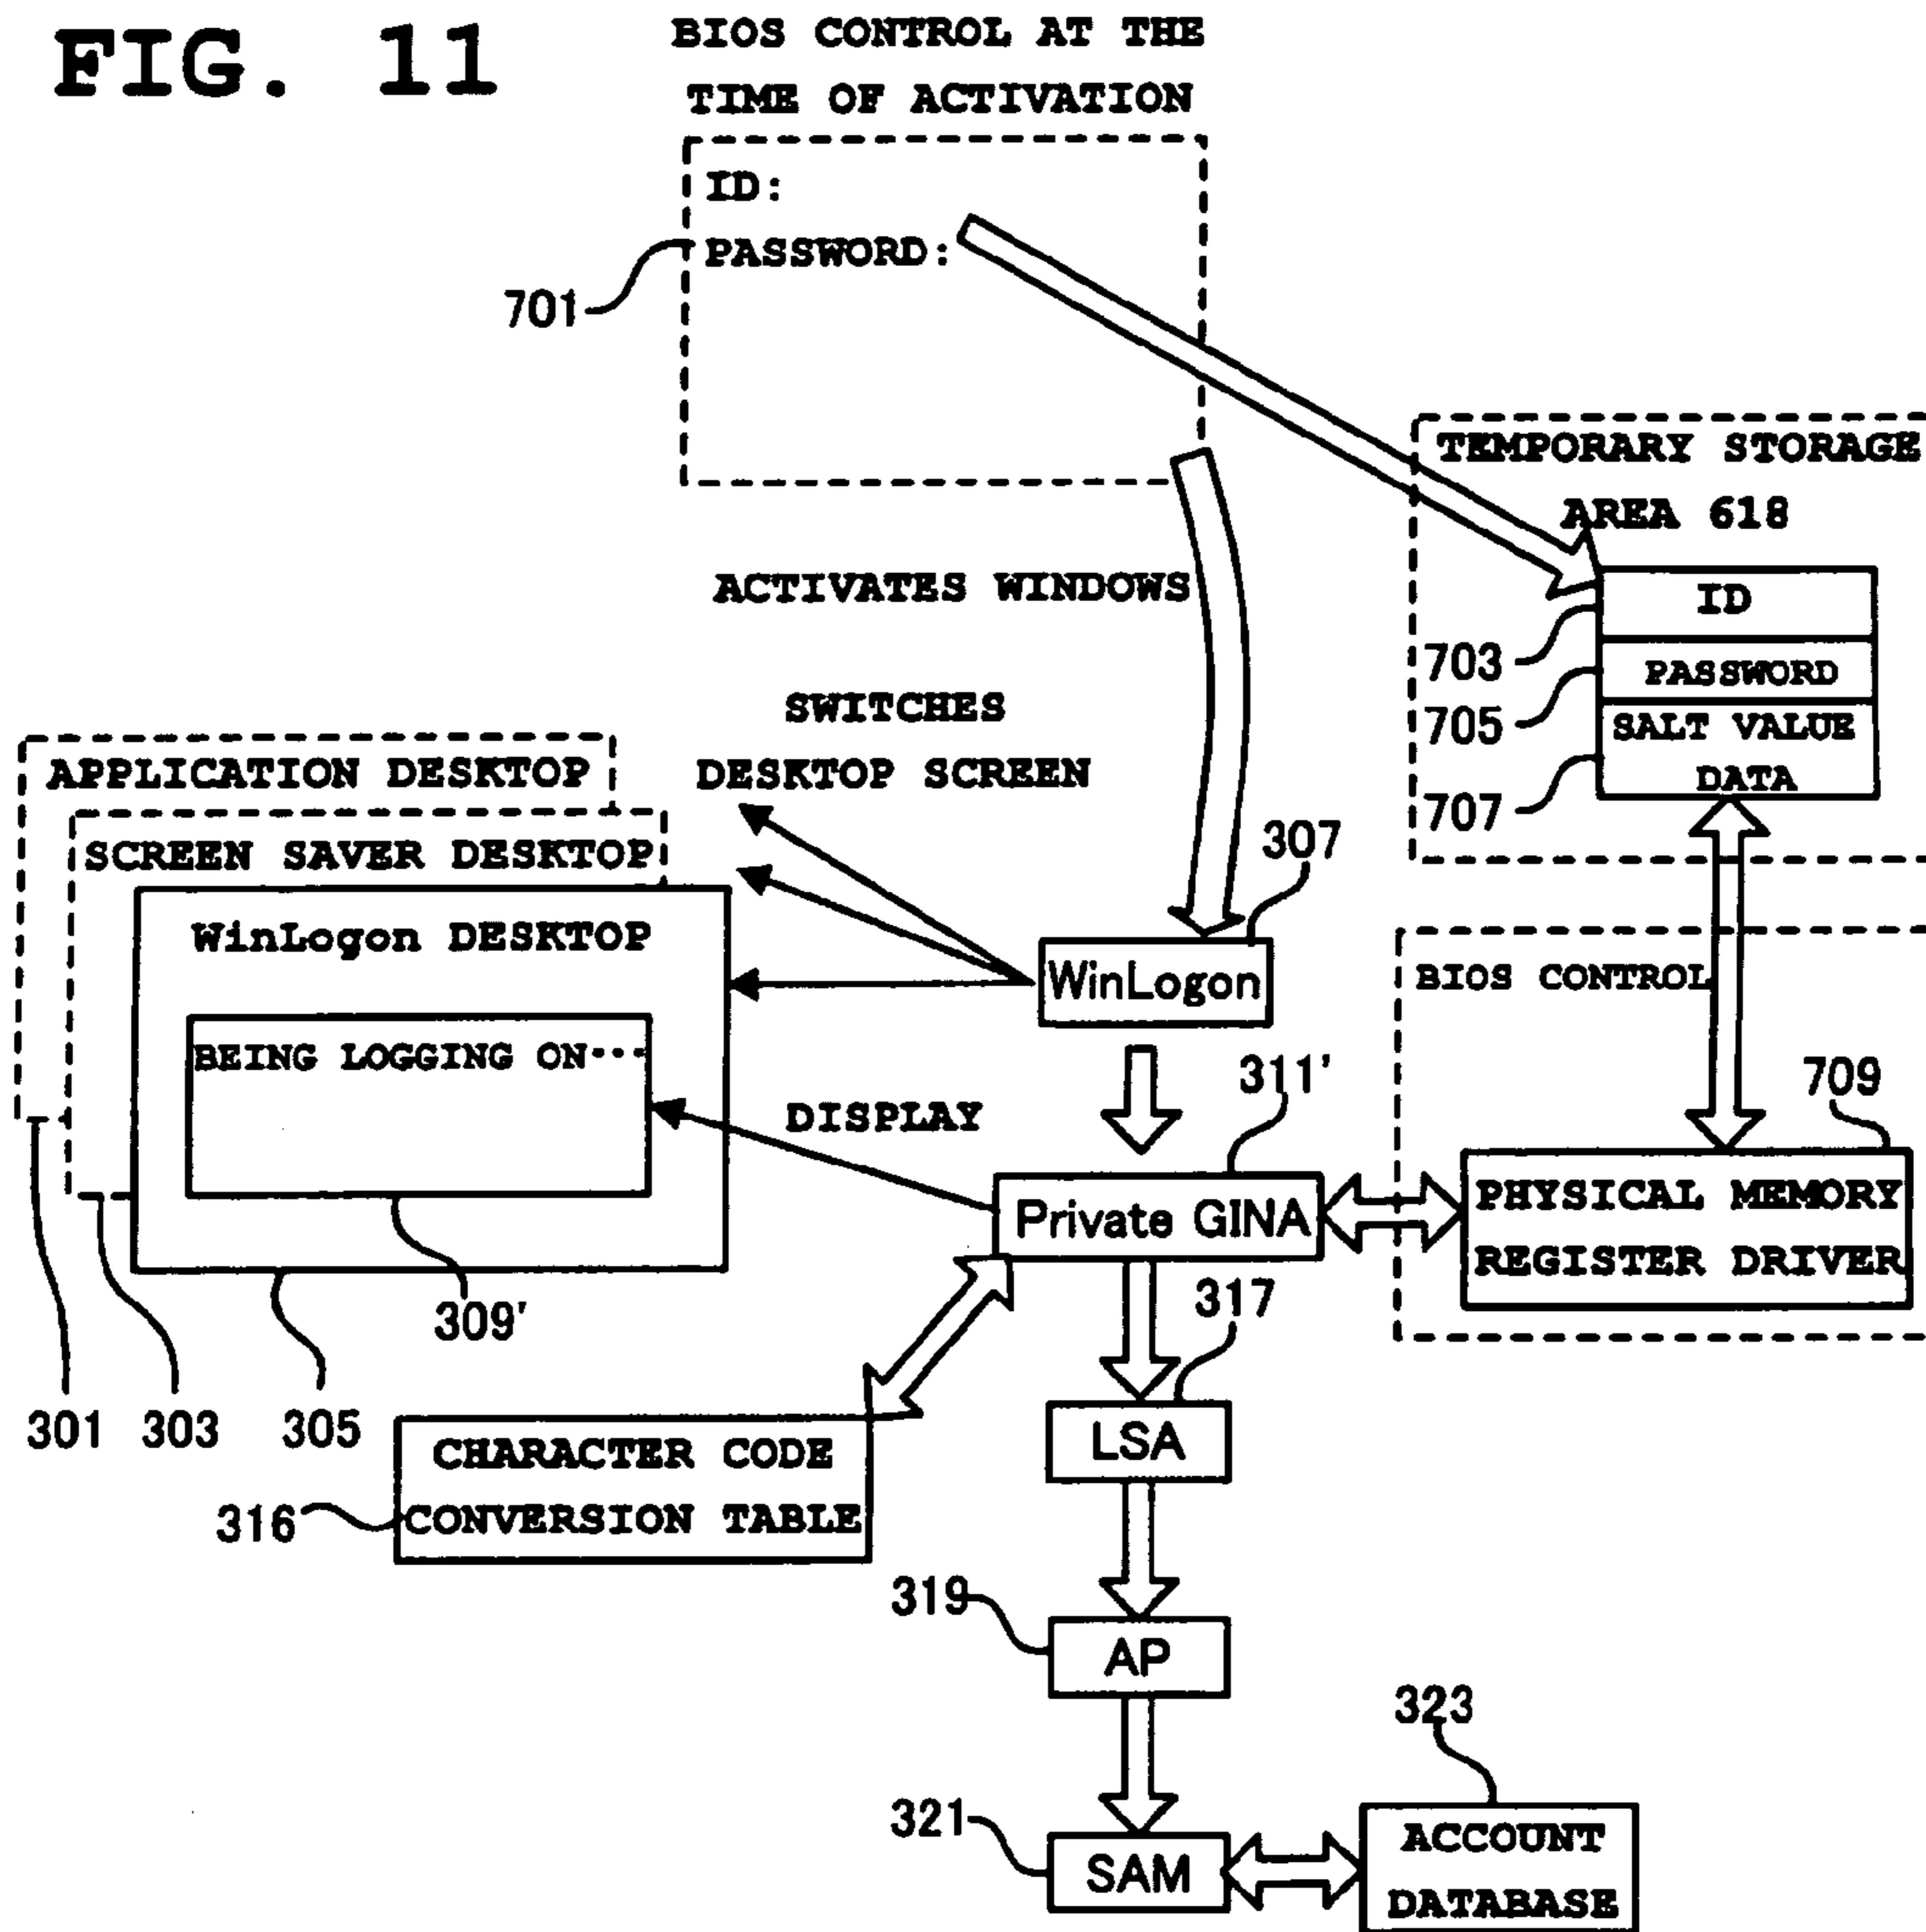 FIG. 11
BIOS CONTROL AT THE
TIME OF ACTIVATION
ID:
PASSWORD:
701
TEMPORARY STORAGE
AREA 618
ID
703
PASSWORD
705
SALT VALUE
DATA
707
ACTIVATES WINDOWS
SWITCHES
DESKTOP SCREEN
APPLICATION DESKTOP
SCREEN SAVER DESKTOP
WinLogon DESKTOP
BEING LOGGING ON···
307
WinLogon
BIOS CONTROL
311'
709
DISPLAY
Private GINA
PHYSICAL MEMORY
REGISTER DRIVER
309'
317
301
303
305
LSA
CHARACTER CODE
CONVERSION TABLE
316
319
AP
323
321
SAM
ACCOUNT
DATABASE